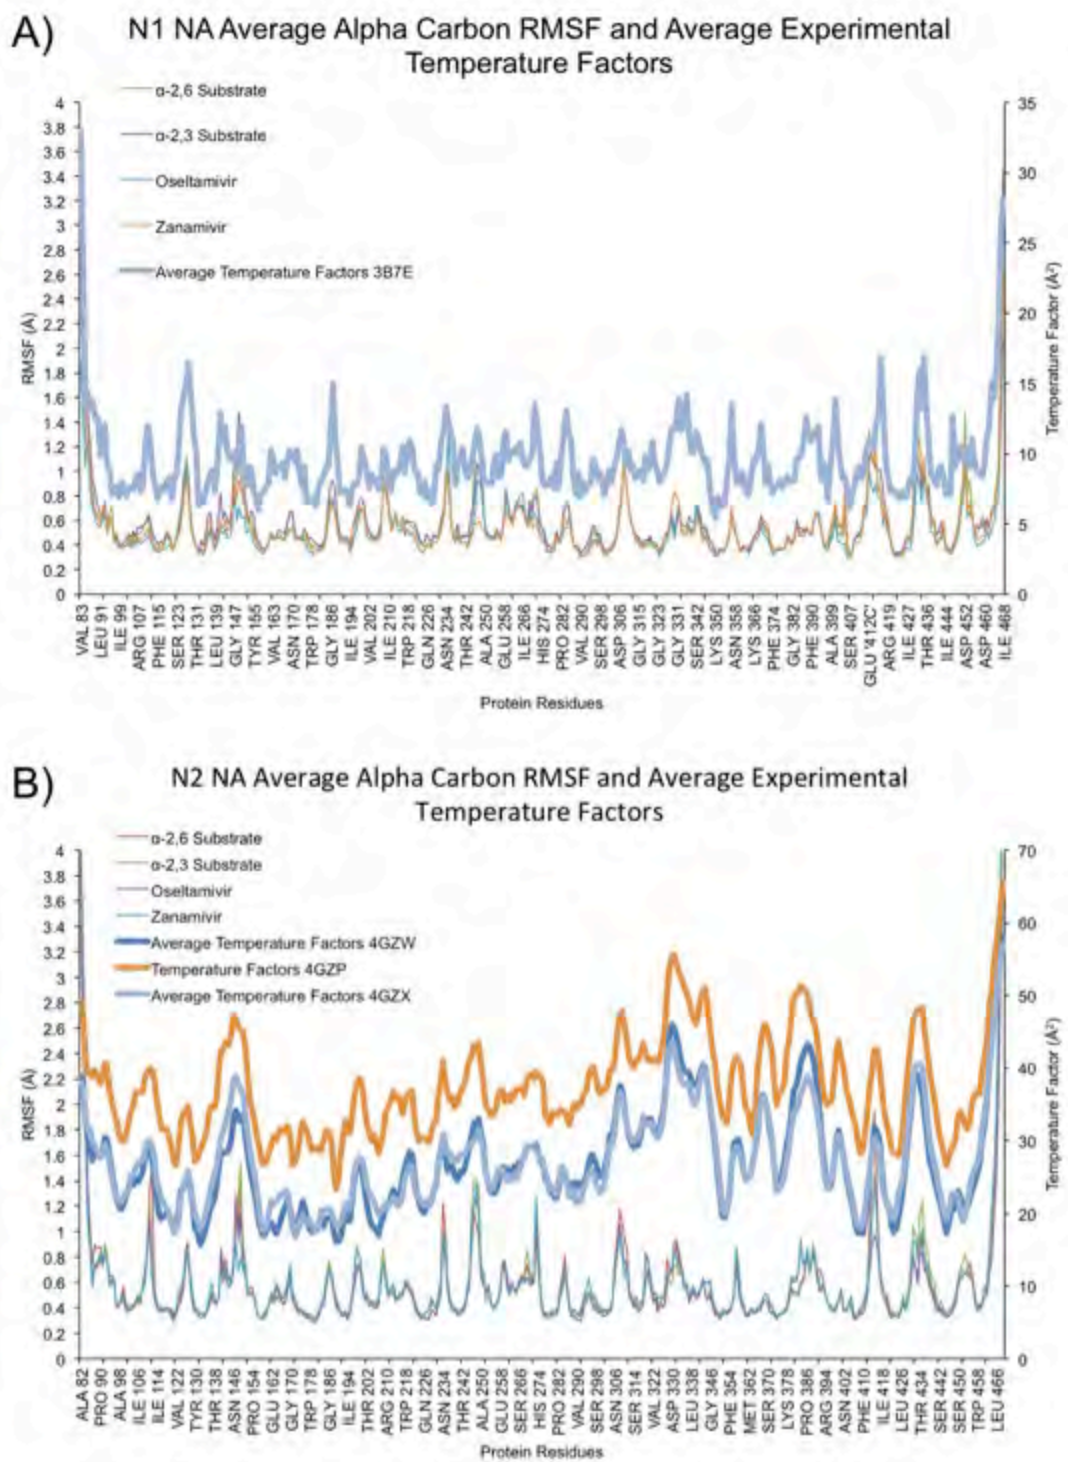 A)
N1 NA Average Alpha Carbon RMSF and Average Experimental
Temperature Factors
α-2,6 Substrate
α-2,3 Substrate
Oseltamivir
Zanamivir
Average Temperature Factors 3B7E
RMSF (Å)
4
3.8
3.6
3.4
3.2
3
2.8
2.6
2.4
2.2
2
1.8
1.6
1.4
1.2
1
0.8
0.6
0.4
0.2
0
35
30
25
20
15
10
5
0
Temperature Factor (Å²)
VAL 83
LEU 91
ILE 99
ARG 107
PHE 115
SER 123
THR 131
LEU 139
GLY 147
TYR 155
VAL 163
ASN 170
TRP 178
GLY 186
ILE 194
VAL 202
ILE 210
TRP 218
GLN 226
ASN 234
THR 242
ALA 250
GLU 258
ILE 266
HIS 274
PRO 282
VAL 290
SER 298
ASP 306
GLY 315
GLY 323
GLY 331
SER 342
LYS 350
ASN 358
LYS 366
PHE 374
GLY 382
PHE 390
ALA 399
SER 407
GLU '412C'
ARG 419
ILE 427
THR 436
ILE 444
ASP 452
ASP 460
ILE 468
Protein Residues
B)
N2 NA Average Alpha Carbon RMSF and Average Experimental
Temperature Factors
α-2,6 Substrate
α-2,3 Substrate
Oseltamivir
Zanamivir
Average Temperature Factors 4GZW
Temperature Factors 4GZP
Average Temperature Factors 4GZX
RMSF (Å)
4
3.8
3.6
3.4
3.2
3
2.8
2.6
2.4
2.2
2
1.8
1.6
1.4
1.2
1
0.8
0.6
0.4
0.2
0
70
60
50
40
30
20
10
0
Temperature Factor (Å²)
ALA 82
PRO 90
ALA 98
ILE 106
ILE 114
VAL 122
TYR 130
THR 138
ASN 146
PRO 154
GLU 162
GLY 170
TRP 178
GLY 186
ILE 194
THR 202
ARG 210
TRP 218
GLN 226
ASN 234
THR 242
ALA 250
GLU 258
SER 266
HIS 274
PRO 282
VAL 290
SER 298
ASN 306
SER 314
VAL 322
ASP 330
LEU 338
GLY 346
PHE 354
MET 362
SER 370
LYS 378
PRO 386
ARG 394
ASN 402
PHE 410
ILE 418
LEU 426
THR 434
SER 442
SER 450
TRP 458
LEU 466
Protein Residues